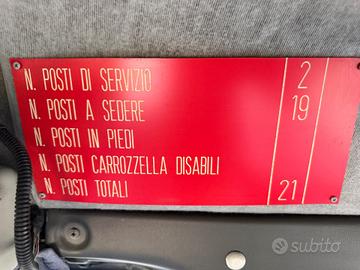 N. POSTI DI SERVIZIO 2
N. POSTI A SEDERE 19
N. POSTI IN PIEDI
N. POSTI CARROZZELLA DISABILI
N. POSTI TOTALI 21
subito